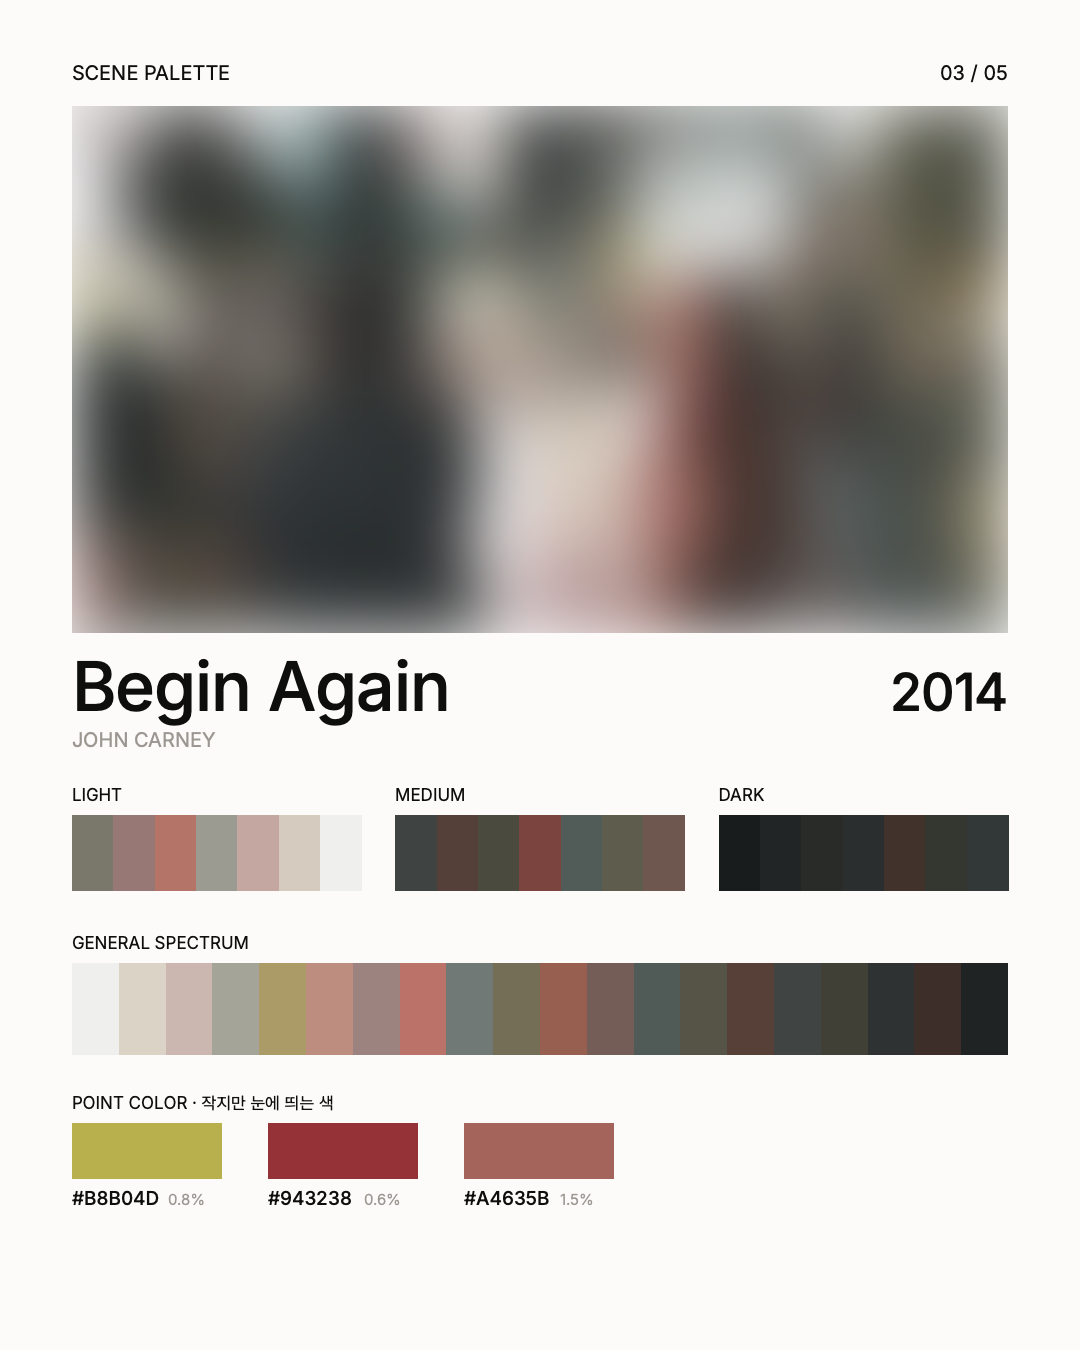 SCENE PALETTE 03 / 05
Begin Again 2014
JOHN CARNEY
LIGHT MEDIUM DARK
GENERAL SPECTRUM
POINT COLOR · 작지만 눈에 띄는 색
#B8B04D 0.8% #943238 0.6% #A4635B 1.5%